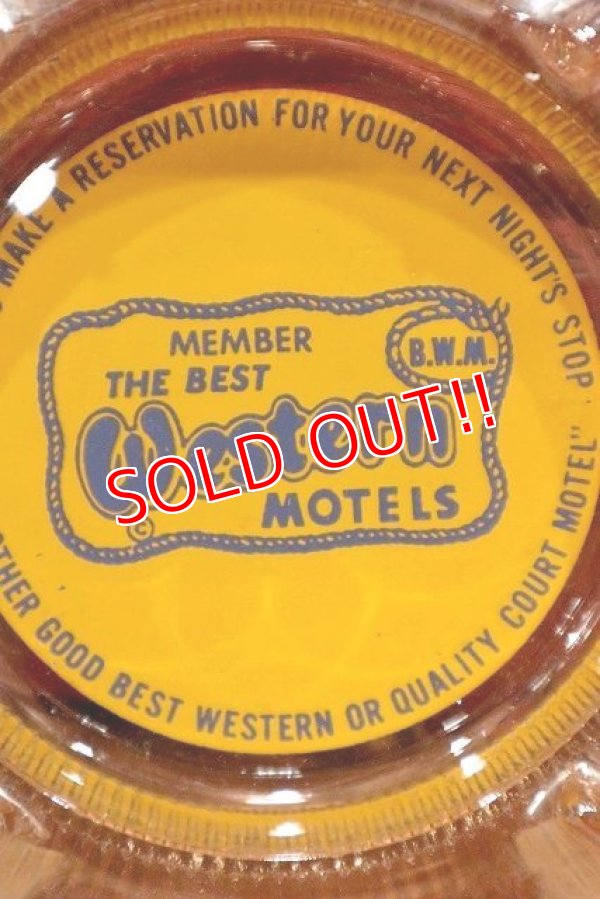 MAKE A RESERVATION FOR YOUR NEXT NIGHT'S STOP.
MEMBER
B.W.M.
THE BEST
Western
MOTELS
©
SOLD OUT!!
GOOD BEST WESTERN OR QUALITY COURT MOTEL"